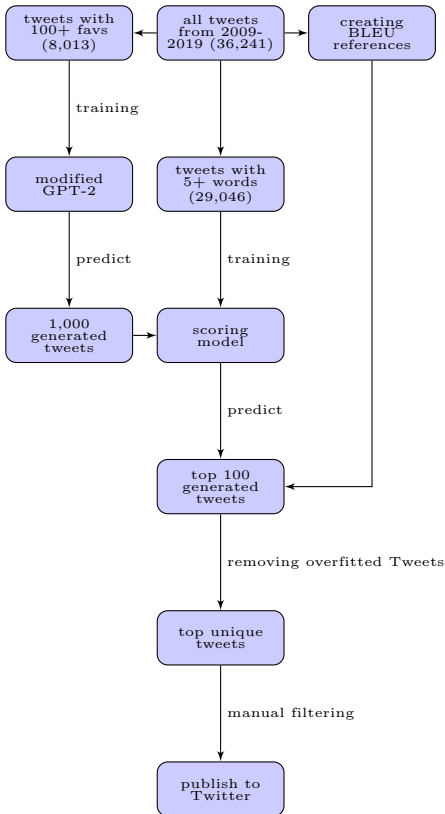 tweets with
100+ favs
(8,013)
all tweets
from 2009-
2019 (36,241)
creating
BLEU
references
training
modified
GPT-2
tweets with
5+ words
(29,046)
predict
training
1,000
generated
tweets
scoring
model
predict
top 100
generated
tweets
removing overfitted Tweets
top unique
tweets
manual filtering
publish to
Twitter